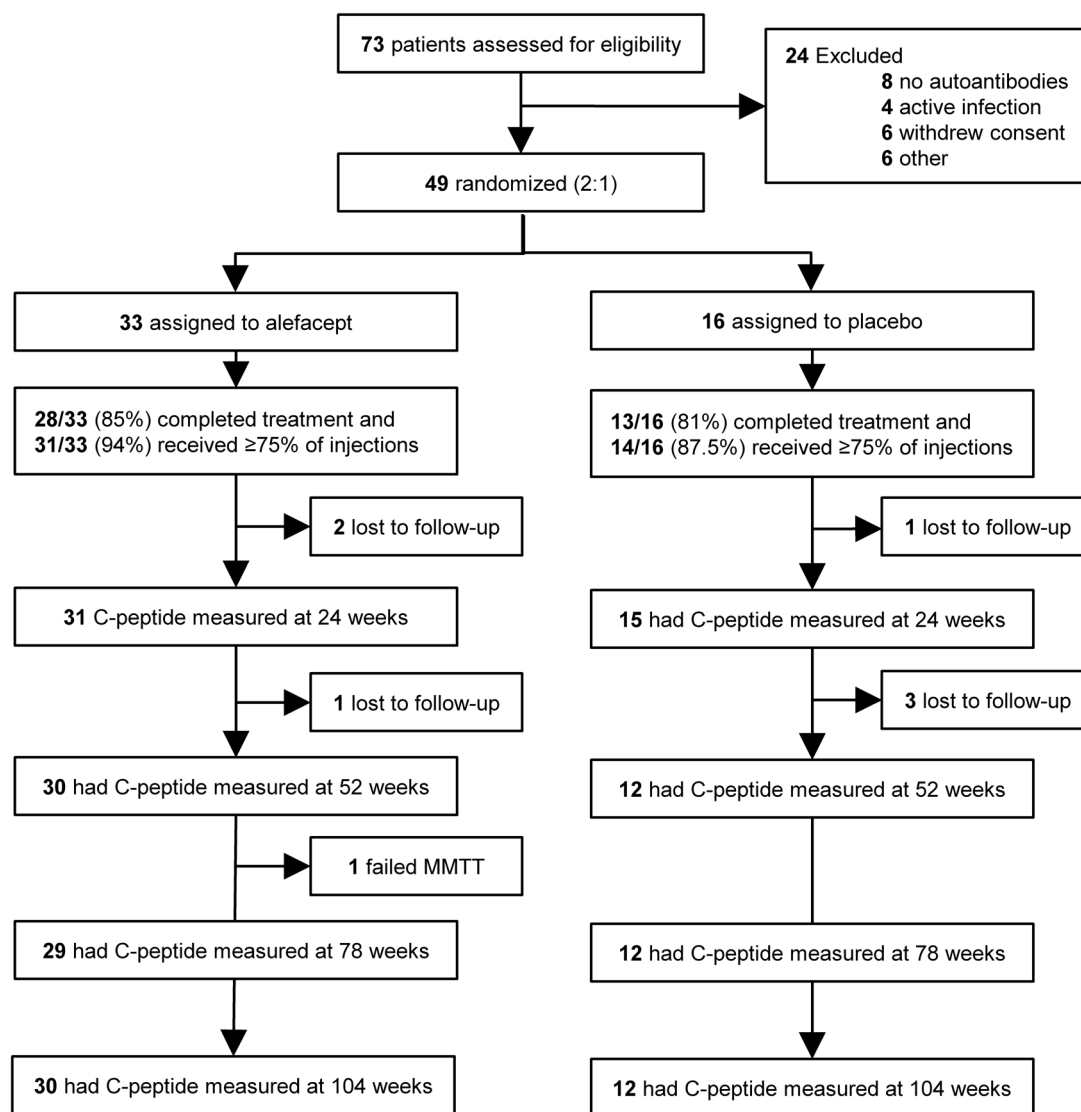 73 patients assessed for eligibility
24 Excluded
8 no autoantibodies
4 active infection
6 withdrew consent
6 other
49 randomized (2:1)
33 assigned to alefacept
16 assigned to placebo
28/33 (85%) completed treatment and
31/33 (94%) received ≥75% of injections
13/16 (81%) completed treatment and
14/16 (87.5%) received ≥75% of injections
2 lost to follow-up
1 lost to follow-up
31 C-peptide measured at 24 weeks
15 had C-peptide measured at 24 weeks
1 lost to follow-up
3 lost to follow-up
30 had C-peptide measured at 52 weeks
12 had C-peptide measured at 52 weeks
1 failed MMTT
29 had C-peptide measured at 78 weeks
12 had C-peptide measured at 78 weeks
30 had C-peptide measured at 104 weeks
12 had C-peptide measured at 104 weeks